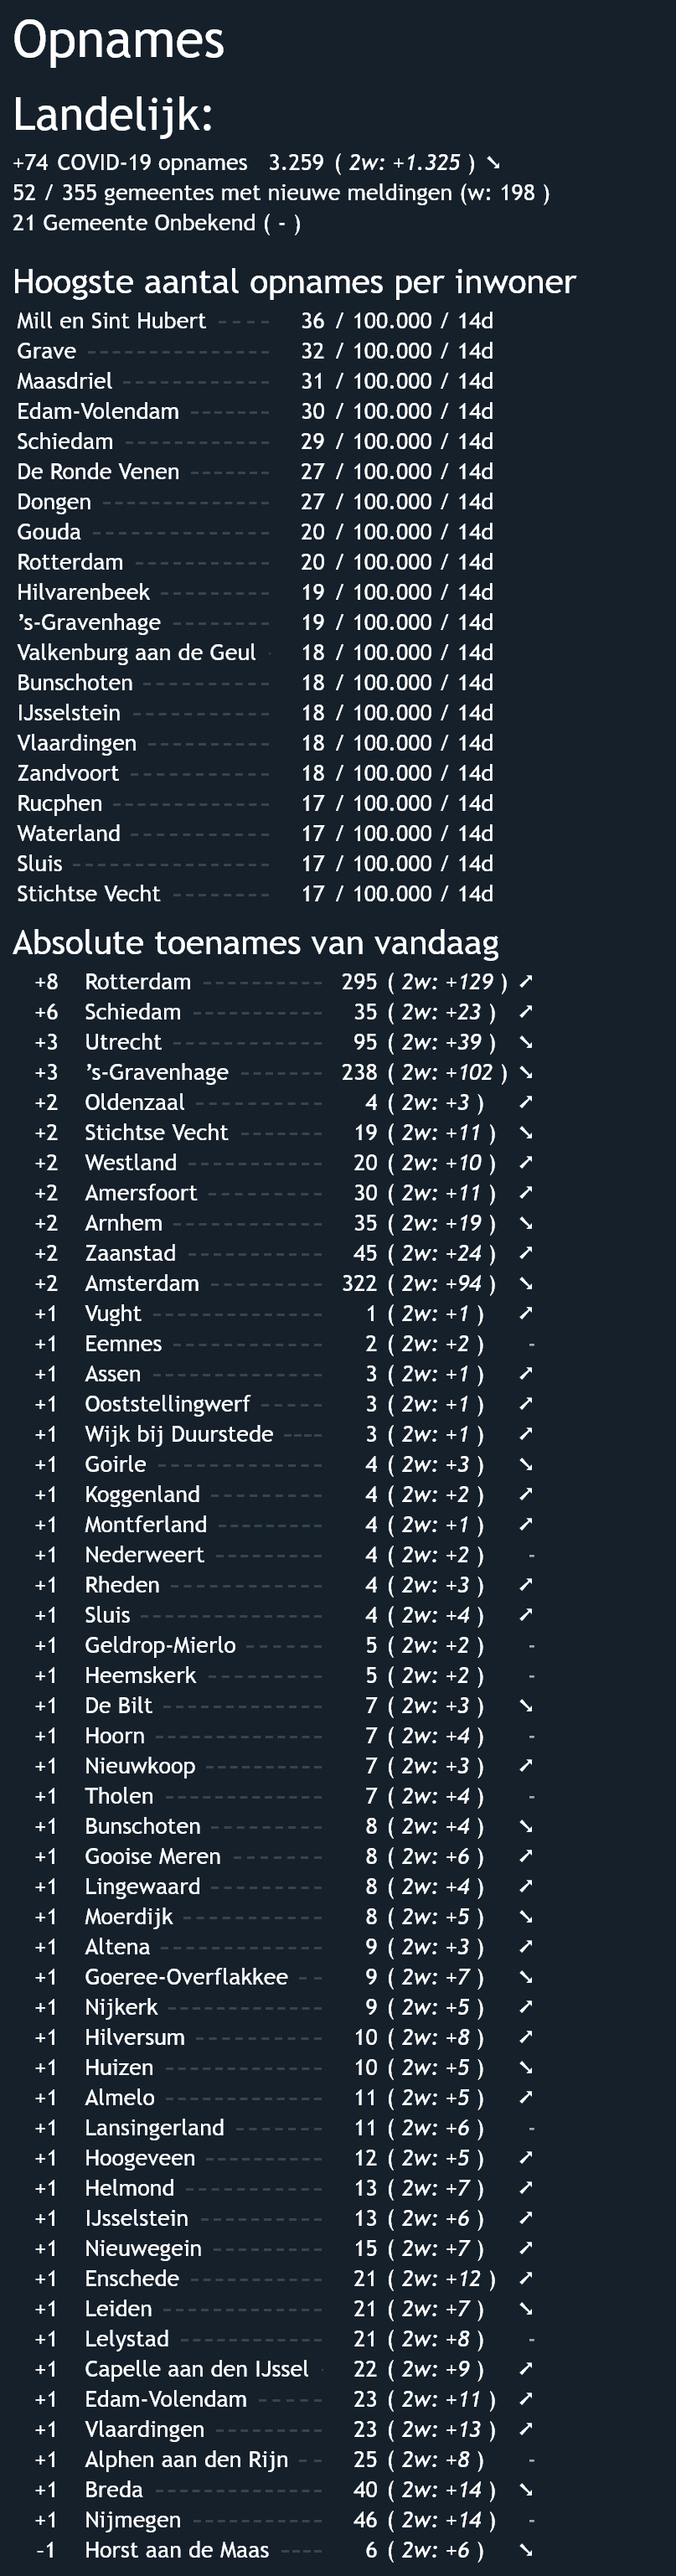 Opnames
Landelijk:
+74 COVID-19 opnames 3.259 ( 2w: +1.325 ) ➘
52 / 355 gemeentes met nieuwe meldingen (w: 198 )
21 Gemeente Onbekend ( - )
Hoogste aantal opnames per inwoner
Mill en Sint Hubert ---- 36 / 100.000 / 14d
Grave -------------- 32 / 100.000 / 14d
Maasdriel ----------- 31 / 100.000 / 14d
Edam-Volendam ------ 30 / 100.000 / 14d
Schiedam ----------- 29 / 100.000 / 14d
De Ronde Venen ------ 27 / 100.000 / 14d
Dongen ------------- 27 / 100.000 / 14d
Gouda -------------- 20 / 100.000 / 14d
Rotterdam ---------- 20 / 100.000 / 14d
Hilvarenbeek -------- 19 / 100.000 / 14d
’s-Gravenhage ------- 19 / 100.000 / 14d
Valkenburg aan de Geul - 18 / 100.000 / 14d
Bunschoten --------- 18 / 100.000 / 14d
IJsselstein ---------- 18 / 100.000 / 14d
Vlaardingen --------- 18 / 100.000 / 14d
Zandvoort ---------- 18 / 100.000 / 14d
Rucphen ------------ 17 / 100.000 / 14d
Waterland ---------- 17 / 100.000 / 14d
Sluis --------------- 17 / 100.000 / 14d
Stichtse Vecht ------- 17 / 100.000 / 14d
Absolute toenames van vandaag
+8 Rotterdam ---------- 295 ( 2w: +129 ) ➚
+6 Schiedam ----------- 35 ( 2w: +23 ) ➚
+3 Utrecht ------------ 95 ( 2w: +39 ) ➘
+3 ’s-Gravenhage ------- 238 ( 2w: +102 ) ➘
+2 Oldenzaal ---------- 4 ( 2w: +3 ) ➚
+2 Stichtse Vecht ------- 19 ( 2w: +11 ) ➘
+2 Westland ----------- 20 ( 2w: +10 ) ➚
+2 Amersfoort --------- 30 ( 2w: +11 ) ➚
+2 Arnhem ------------ 35 ( 2w: +19 ) ➘
+2 Zaanstad ----------- 45 ( 2w: +24 ) ➚
+2 Amsterdam --------- 322 ( 2w: +94 ) ➘
+1 Vught ------------- 1 ( 2w: +1 ) ➚
+1 Eemnes ------------ 2 ( 2w: +2 ) -
+1 Assen ------------- 3 ( 2w: +1 ) ➚
+1 Ooststellingwerf ----- 3 ( 2w: +1 ) ➚
+1 Wijk bij Duurstede ---- 3 ( 2w: +1 ) ➚
+1 Goirle ------------- 4 ( 2w: +3 ) ➘
+1 Koggenland --------- 4 ( 2w: +2 ) ➚
+1 Montferland --------- 4 ( 2w: +1 ) ➚
+1 Nederweert --------- 4 ( 2w: +2 ) -
+1 Rheden ------------ 4 ( 2w: +3 ) ➚
+1 Sluis -------------- 4 ( 2w: +4 ) ➚
+1 Geldrop-Mierlo ------ 5 ( 2w: +2 ) -
+1 Heemskerk --------- 5 ( 2w: +2 ) -
+1 De Bilt ------------ 7 ( 2w: +3 ) ➘
+1 Hoorn ------------- 7 ( 2w: +4 ) -
+1 Nieuwkoop ---------- 7 ( 2w: +3 ) ➚
+1 Tholen ------------ 7 ( 2w: +4 ) -
+1 Bunschoten --------- 8 ( 2w: +4 ) ➘
+1 Gooise Meren -------- 8 ( 2w: +6 ) ➚
+1 Lingewaard --------- 8 ( 2w: +4 ) ➚
+1 Moerdijk ----------- 8 ( 2w: +5 ) ➘
+1 Altena ------------ 9 ( 2w: +3 ) ➚
+1 Goeree-Overflakkee -- 9 ( 2w: +7 ) ➘
+1 Nijkerk ------------ 9 ( 2w: +5 ) ➚
+1 Hilversum ---------- 10 ( 2w: +8 ) ➚
+1 Huizen ------------ 10 ( 2w: +5 ) ➘
+1 Almelo ------------ 11 ( 2w: +5 ) ➚
+1 Lansingerland ------- 11 ( 2w: +6 ) -
+1 Hoogeveen --------- 12 ( 2w: +5 ) ➚
+1 Helmond ----------- 13 ( 2w: +7 ) ➚
+1 IJsselstein ---------- 13 ( 2w: +6 ) ➚
+1 Nieuwegein --------- 15 ( 2w: +7 ) ➚
+1 Enschede ----------- 21 ( 2w: +12 ) ➚
+1 Leiden ------------ 21 ( 2w: +7 ) ➘
+1 Lelystad ----------- 21 ( 2w: +8 ) -
+1 Capelle aan den IJssel - 22 ( 2w: +9 ) ➚
+1 Edam-Volendam ----- 23 ( 2w: +11 ) ➚
+1 Vlaardingen --------- 23 ( 2w: +13 ) ➚
+1 Alphen aan den Rijn -- 25 ( 2w: +8 ) -
+1 Breda ------------- 40 ( 2w: +14 ) ➘
+1 Nijmegen ---------- 46 ( 2w: +14 ) -
-1 Horst aan de Maas ---- 6 ( 2w: +6 ) ➘